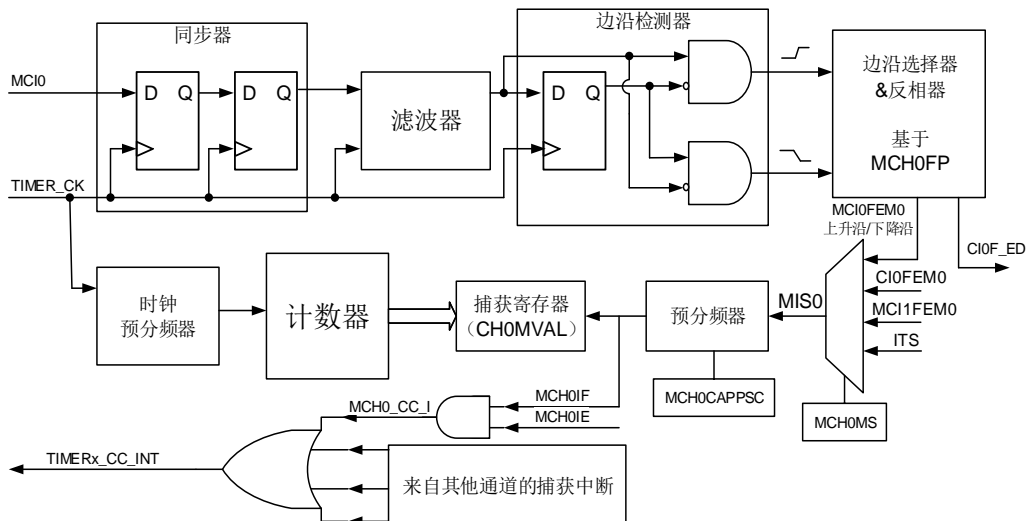 同步器
边沿检测器
MCI0
D Q
D Q
滤波器
D Q
边沿选择器
&反相器
基于
MCH0FP
TIMER_CK
MCI0FEM0
上升沿/下降沿
CI0F_ED
时钟
预分频器
计数器
捕获寄存器
（CH0MVAL）
预分频器
MIS0
CI0FEM0
MCI1FEM0
ITS
MCH0CAPPSC
MCH0MS
MCH0_CC_I
MCH0IF
MCH0IE
TIMERx_CC_INT
来自其他通道的捕获中断